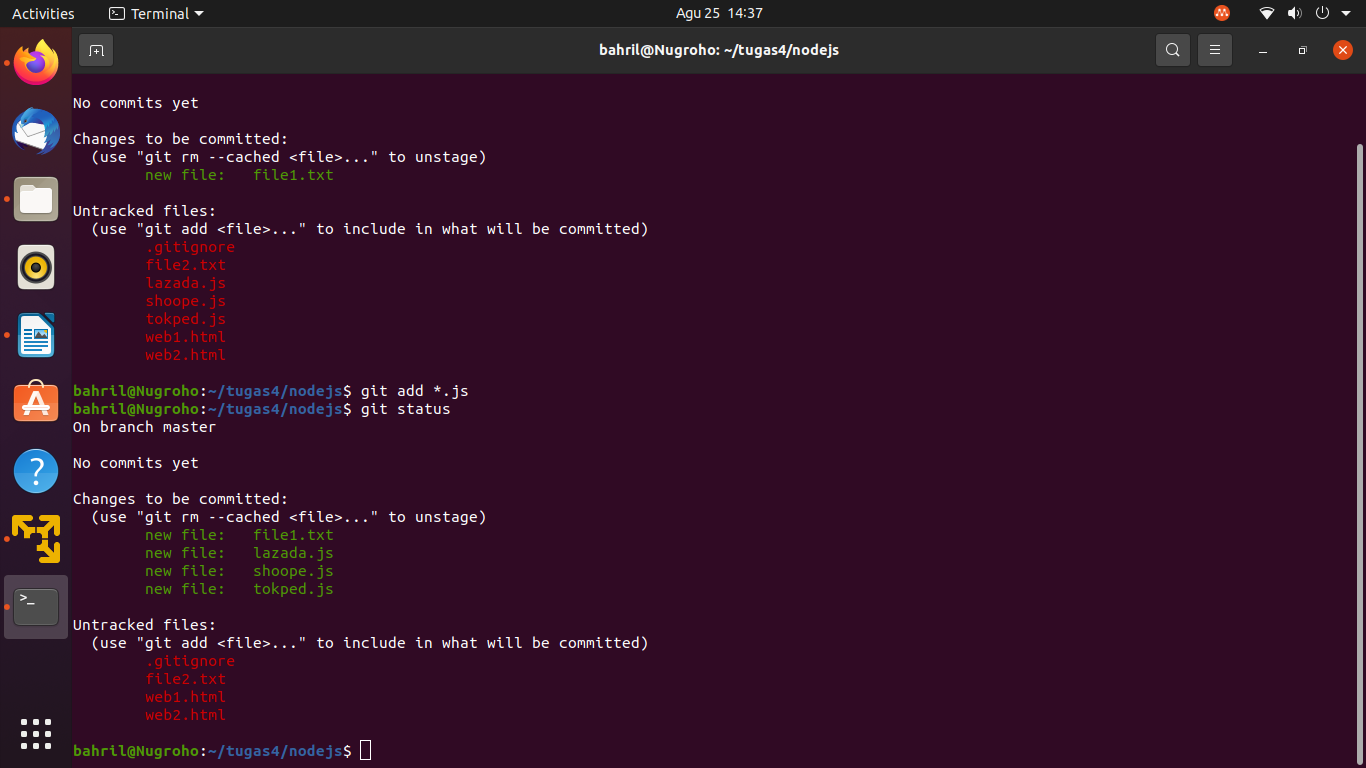 Activities
Terminal
Agu 25 14:37
bahril@Nugroho: ~/tugas4/nodejs
No commits yet
Changes to be committed:
  (use "git rm --cached <file>..." to unstage)
        new file:   file1.txt
Untracked files:
  (use "git add <file>..." to include in what will be committed)
        .gitignore
        file2.txt
        lazada.js
        shoope.js
        tokped.js
        web1.html
        web2.html
bahril@Nugroho:~/tugas4/nodejs$ git add *.js
bahril@Nugroho:~/tugas4/nodejs$ git status
On branch master
No commits yet
Changes to be committed:
  (use "git rm --cached <file>..." to unstage)
        new file:   file1.txt
        new file:   lazada.js
        new file:   shoope.js
        new file:   tokped.js
Untracked files:
  (use "git add <file>..." to include in what will be committed)
        .gitignore
        file2.txt
        web1.html
        web2.html
bahril@Nugroho:~/tugas4/nodejs$